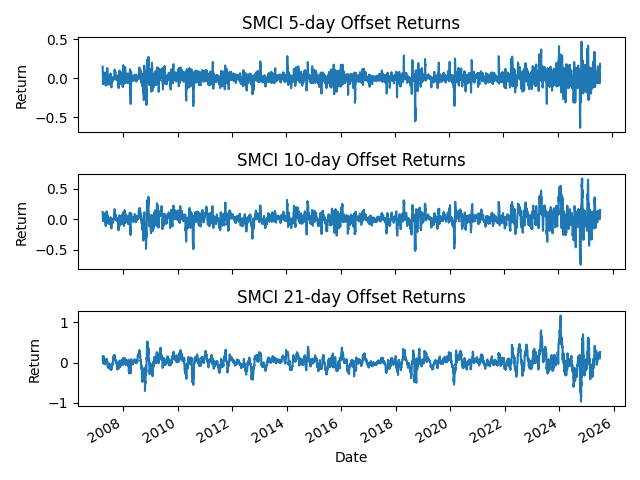 SMCI 5-day Offset Returns
0.5
0.0
−0.5
Return
SMCI 10-day Offset Returns
0.5
0.0
−0.5
Return
SMCI 21-day Offset Returns
1
0
−1
Return
2008 2010 2012 2014 2016 2018 2020 2022 2024 2026
Date